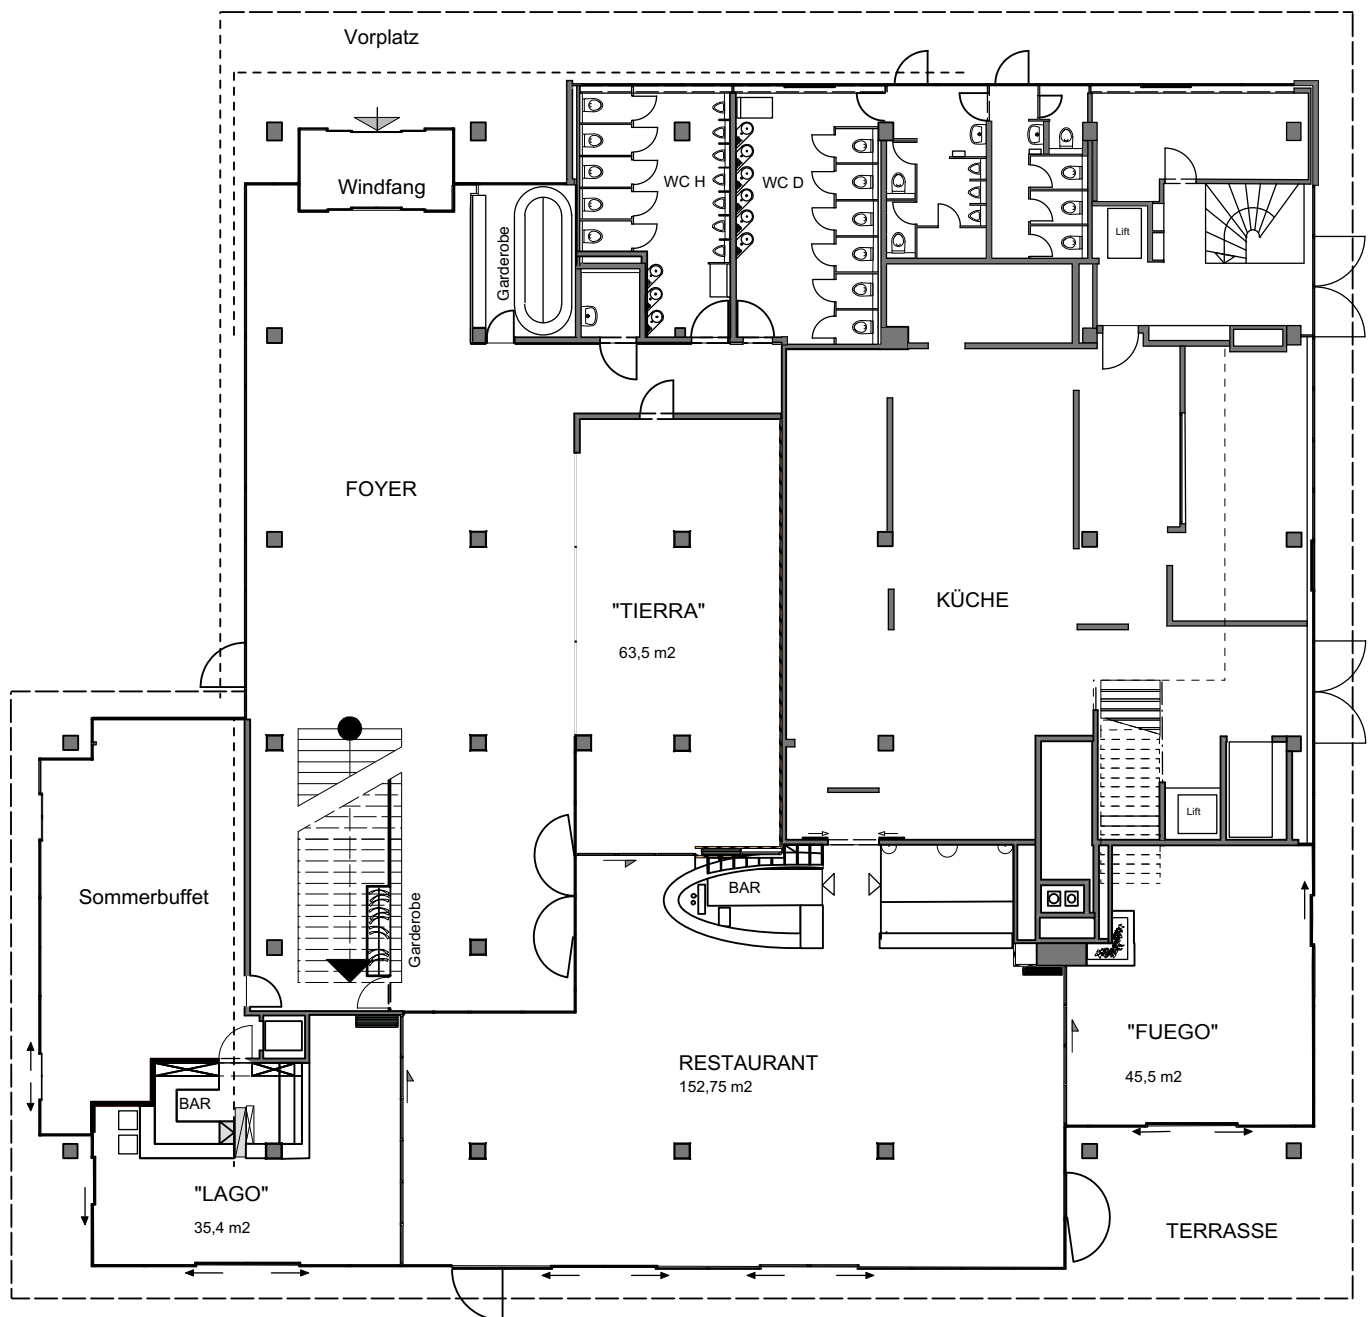 Vorplatz
Windfang
WC H
WC D
Garderobe
Lift
FOYER
"TIERRA"
63,5 m2
KÜCHE
Lift
Sommerbuffet
Garderobe
BAR
"FUEGO"
45,5 m2
RESTAURANT
152,75 m2
BAR
"LAGO"
35,4 m2
TERRASSE